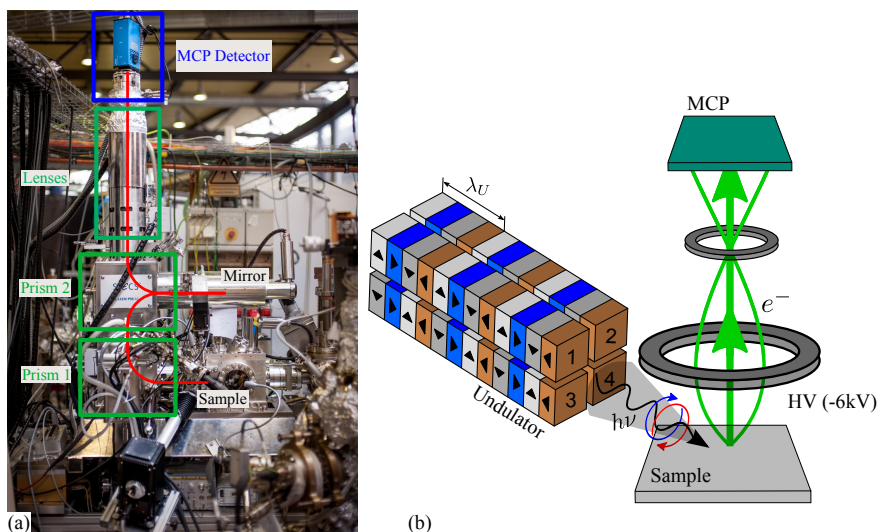 MCP Detector
Lenses
Prism 2
Mirror
Prism 1
Sample
(a)
MCP
λ_U
e⁻
1
2
3
4
Undulator
hν
HV (-6kV)
Sample
(b)